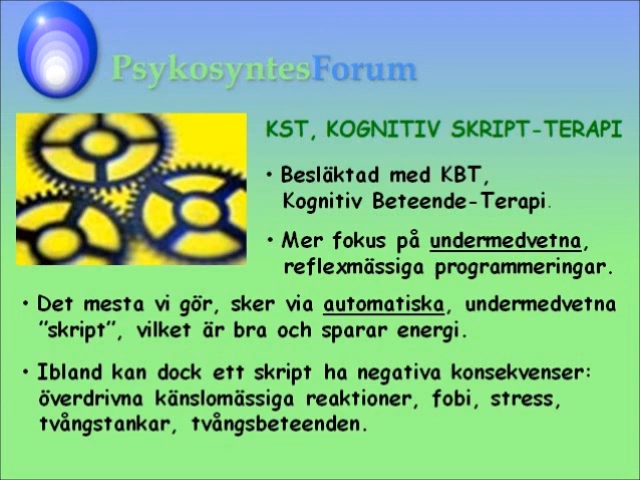 PsykosyntesForum
KST, KOGNITIV SKRIPT-TERAPI
• Besläktad med KBT,
Kognitiv Beteende-Terapi.
• Mer fokus på undermedvetna,
reflexmässiga programmeringar.
• Det mesta vi gör, sker via automatiska, undermedvetna
”skript”, vilket är bra och sparar energi.
• Ibland kan dock ett skript ha negativa konsekvenser:
överdrivna känslomässiga reaktioner, fobi, stress,
tvångstankar, tvångsbeteenden.